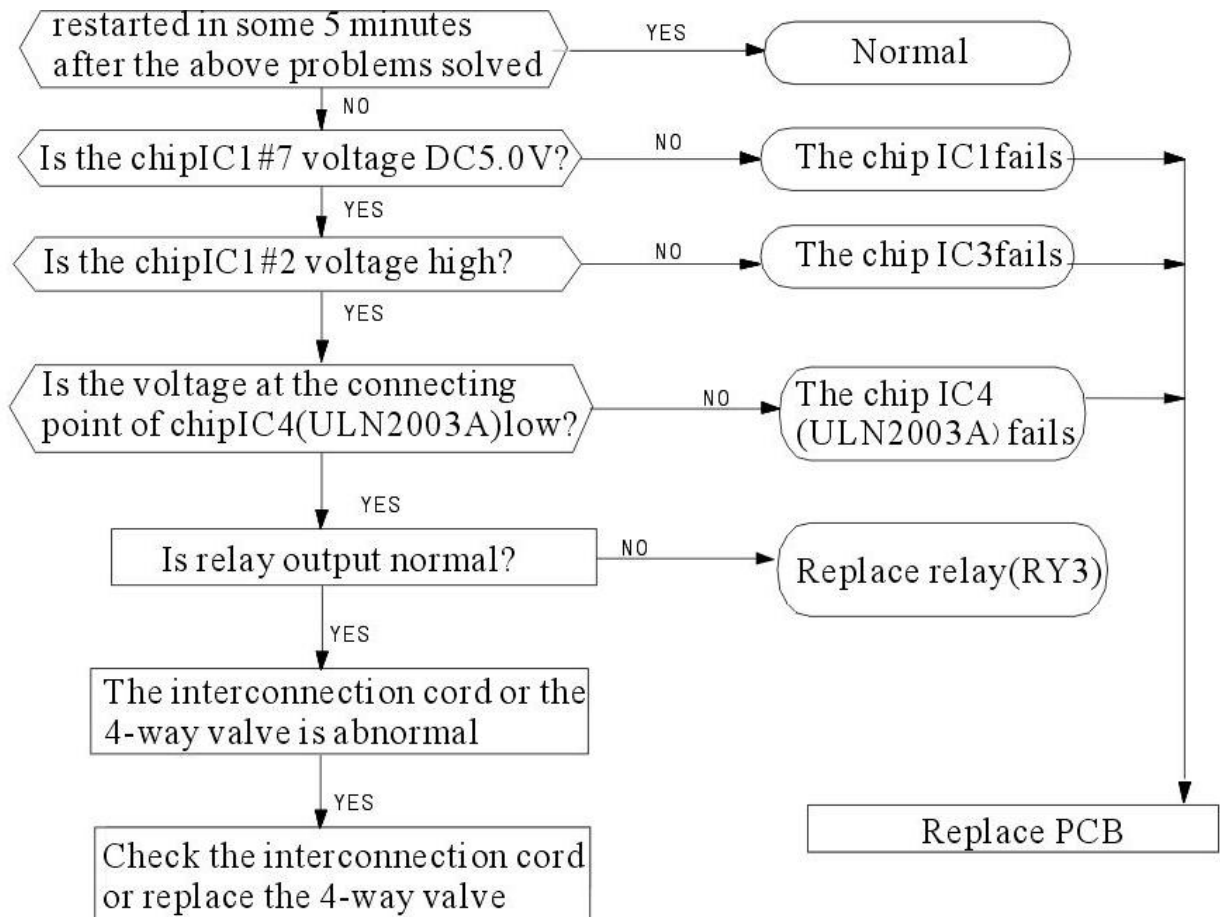 restarted in some 5 minutes
after the above problems solved
YES
Normal
NO
Is the chipIC1#7 voltage DC5.0V?
NO
The chip IC1fails
YES
Is the chipIC1#2 voltage high?
NO
The chip IC3fails
YES
Is the voltage at the connecting
point of chipIC4(ULN2003A)low?
NO
The chip IC4
(ULN2003A) fails
YES
Is relay output normal?
NO
Replace relay(RY3)
YES
The interconnection cord or the
4-way valve is abnormal
YES
Replace PCB
Check the interconnection cord
or replace the 4-way valve